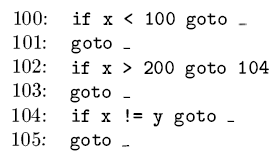 100: if x < 100 goto _
101: goto _
102: if x > 200 goto 104
103: goto _
104: if x != y goto _
105: goto _